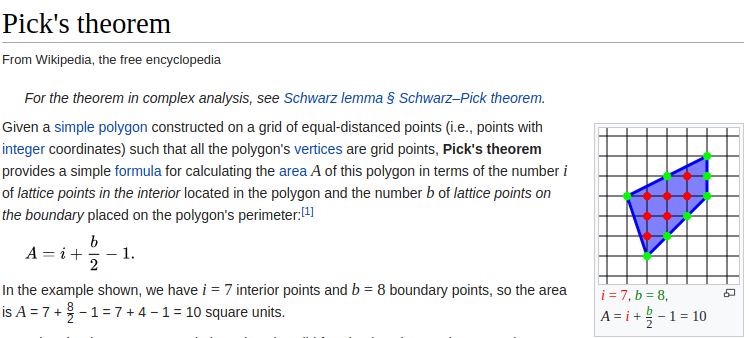 Pick's theorem
From Wikipedia, the free encyclopedia
For the theorem in complex analysis, see Schwarz lemma § Schwarz–Pick theorem.
Given a simple polygon constructed on a grid of equal-distanced points (i.e., points with
integer coordinates) such that all the polygon's vertices are grid points, Pick's theorem
provides a simple formula for calculating the area A of this polygon in terms of the number i
of lattice points in the interior located in the polygon and the number b of lattice points on
the boundary placed on the polygon's perimeter:[1]
A = i + b/2 − 1.
In the example shown, we have i = 7 interior points and b = 8 boundary points, so the area
is A = 7 + 8/2 − 1 = 7 + 4 − 1 = 10 square units.
i = 7, b = 8,
A = i + b/2 − 1 = 10